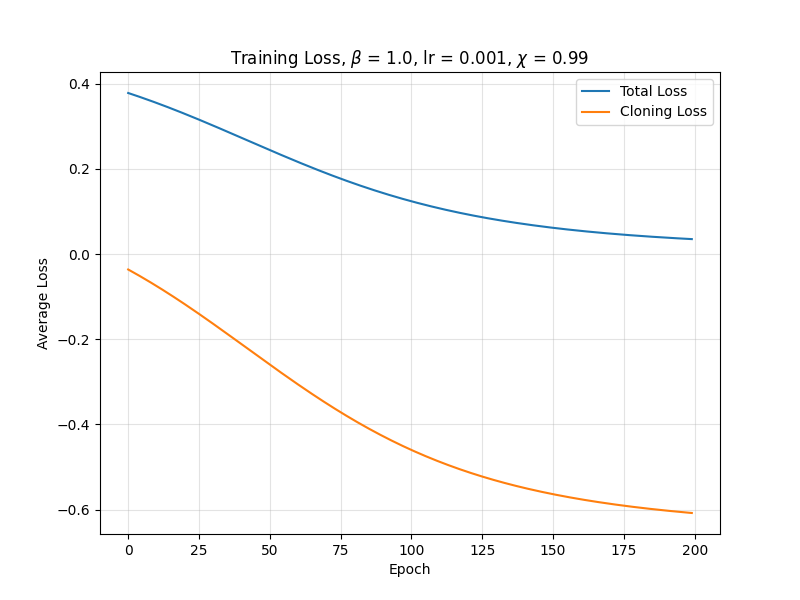 Training Loss, β = 1.0, lr = 0.001, χ = 0.99
Total Loss
Cloning Loss
0.4
0.2
0.0
−0.2
−0.4
−0.6
Average Loss
0 25 50 75 100 125 150 175 200
Epoch